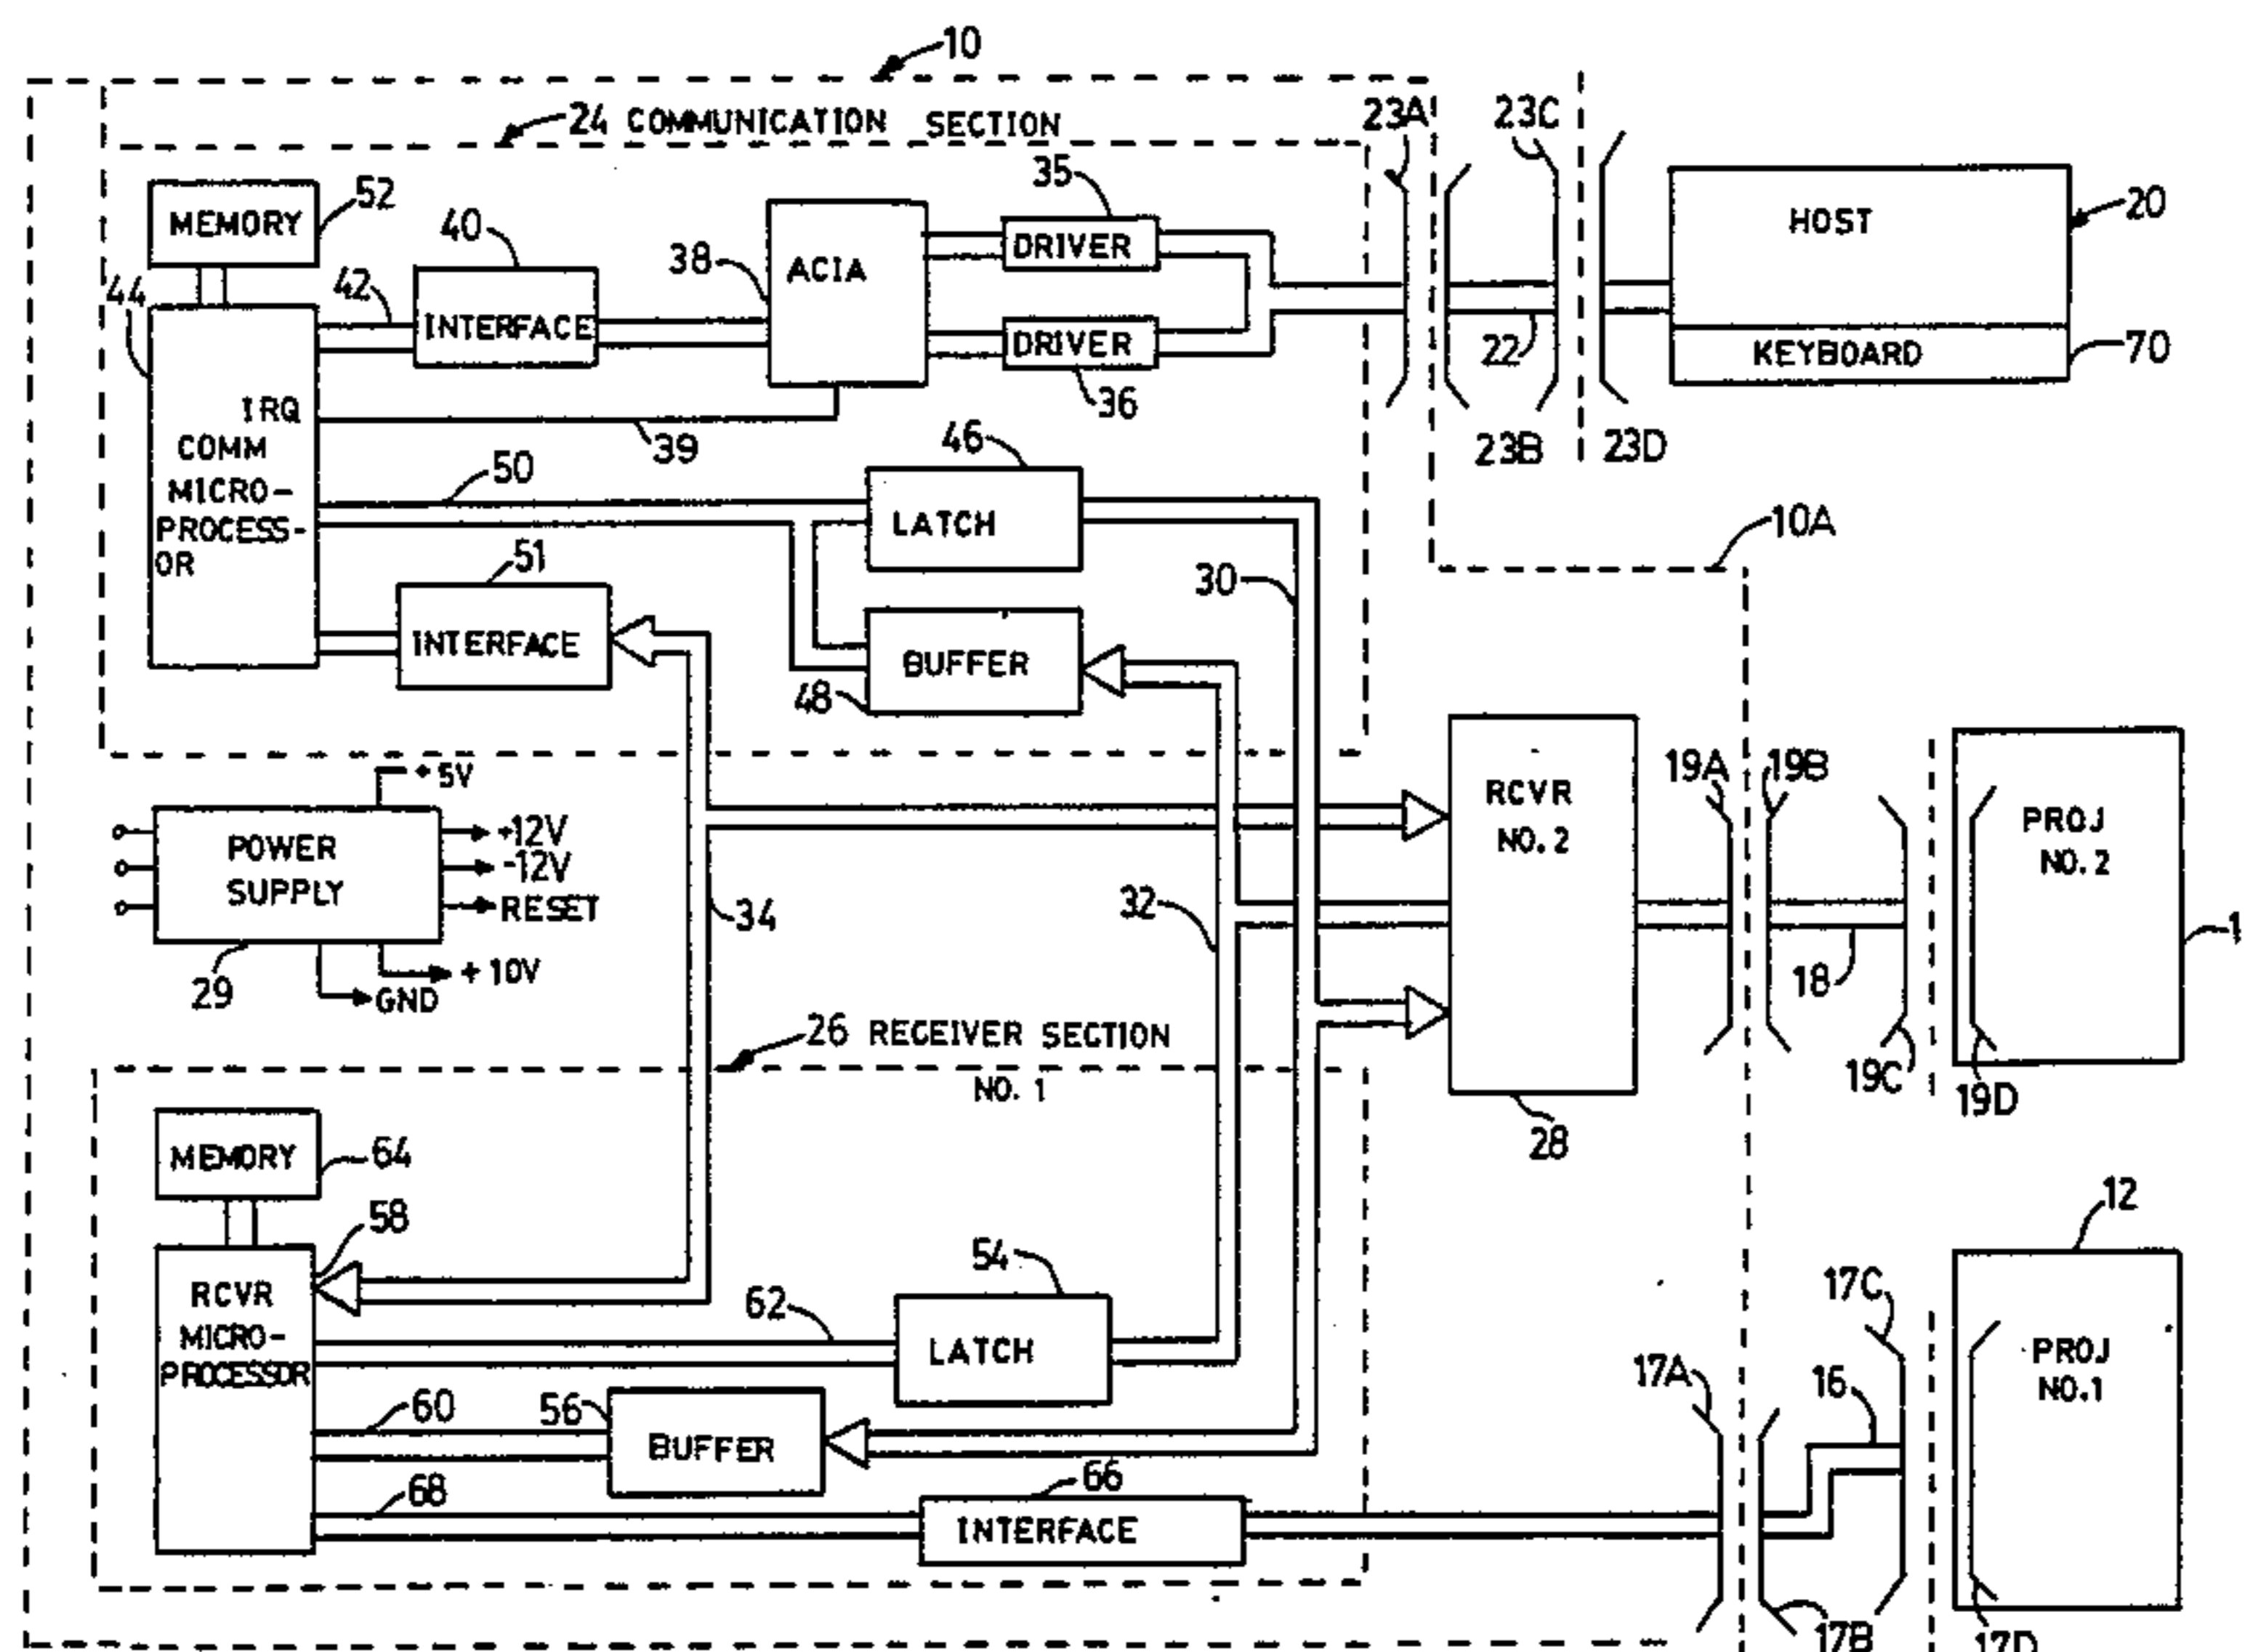 10
24 COMMUNICATION SECTION
23A
23C
35
MEMORY
52
40
38
ACIA
DRIVER
HOST
20
44
42
INTERFACE
DRIVER
22
KEYBOARD
70
36
IRQ
39
23B
23D
COMM
MICRO-
PROCESS-
OR
50
46
LATCH
10A
51
30
INTERFACE
BUFFER
48
+5V
POWER
SUPPLY
+12V
-12V
RESET
29
+10V
GND
34
32
RCVR
NO. 2
19A
19B
PROJ
NO. 2
18
1
19C
19D
28
26 RECEIVER SECTION
NO. 1
MEMORY
64
58
RCVR
MICRO-
PROCESSOR
62
54
LATCH
12
17C
17A
16
PROJ
NO.1
60
56
BUFFER
68
66
INTERFACE
17B
17D